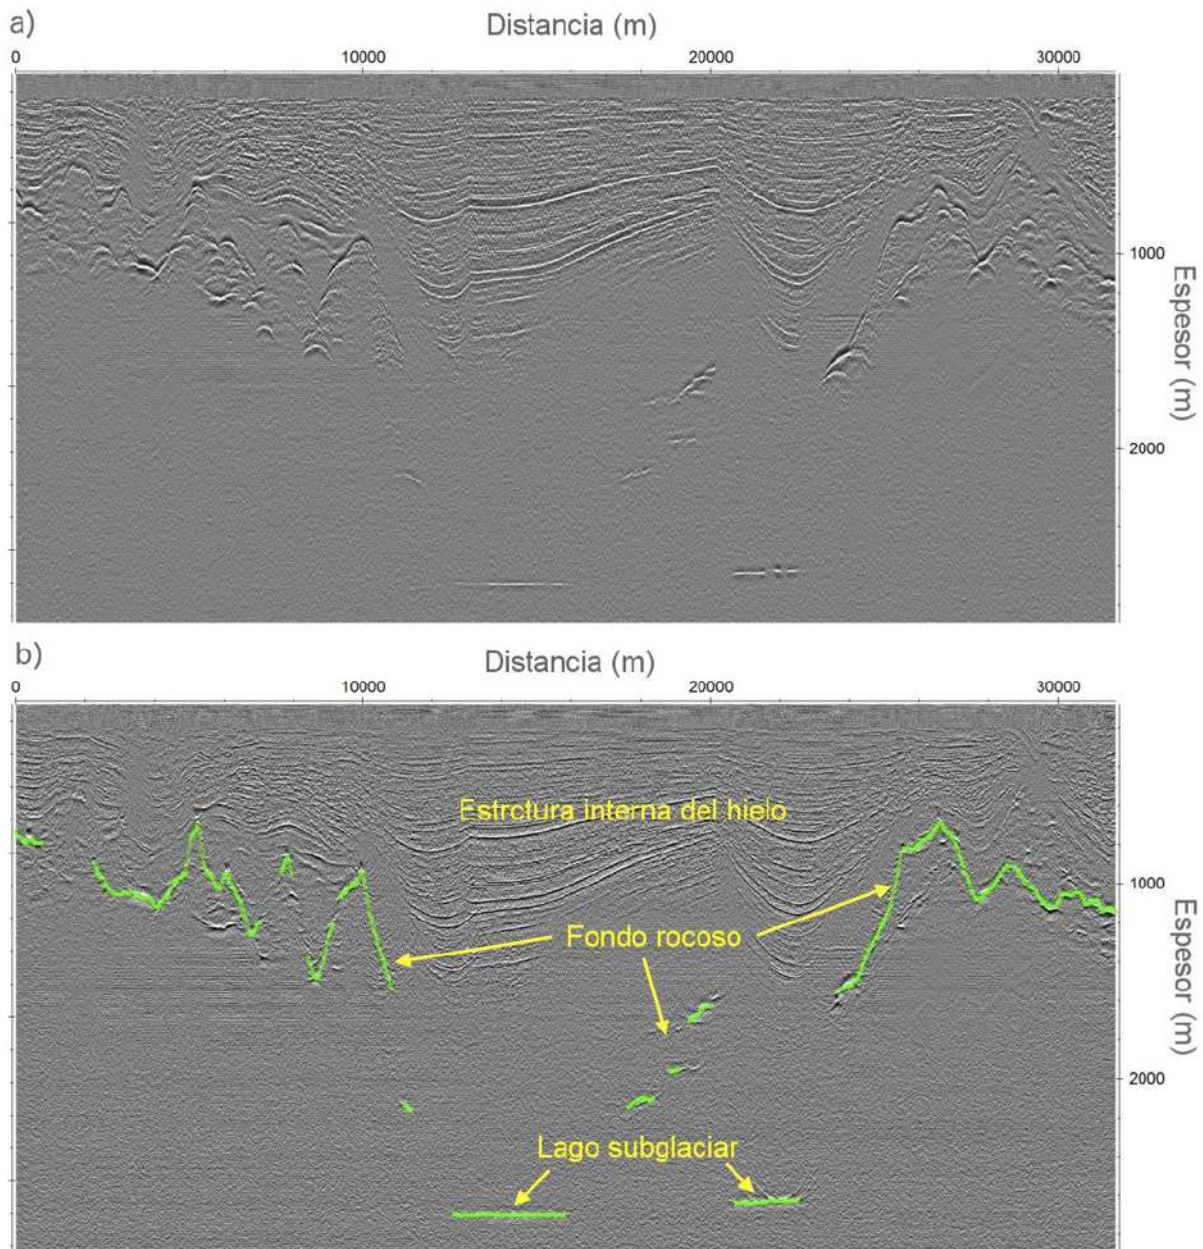 a)
Distancia (m)
0 10000 20000 30000
1000
2000
Espesor (m)
b)
Distancia (m)
0 10000 20000 30000
Estrctura interna del hielo
1000
Fondo rocoso
2000
Espesor (m)
Lago subglaciar